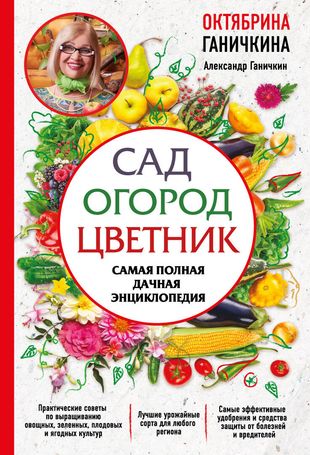 ОКТЯБРИНА
ГАНИЧКИНА
Александр Ганичкин
САД
ОГОРОД
ЦВЕТНИК
САМАЯ ПОЛНАЯ
ДАЧНАЯ
ЭНЦИКЛОПЕДИЯ
Практические советы
по выращиванию
овощных, зеленных, плодовых
и ягодных культур
Лучшие урожайные
сорта для любого
региона
Самые эффективные
удобрения и средства
защиты от болезней
и вредителей